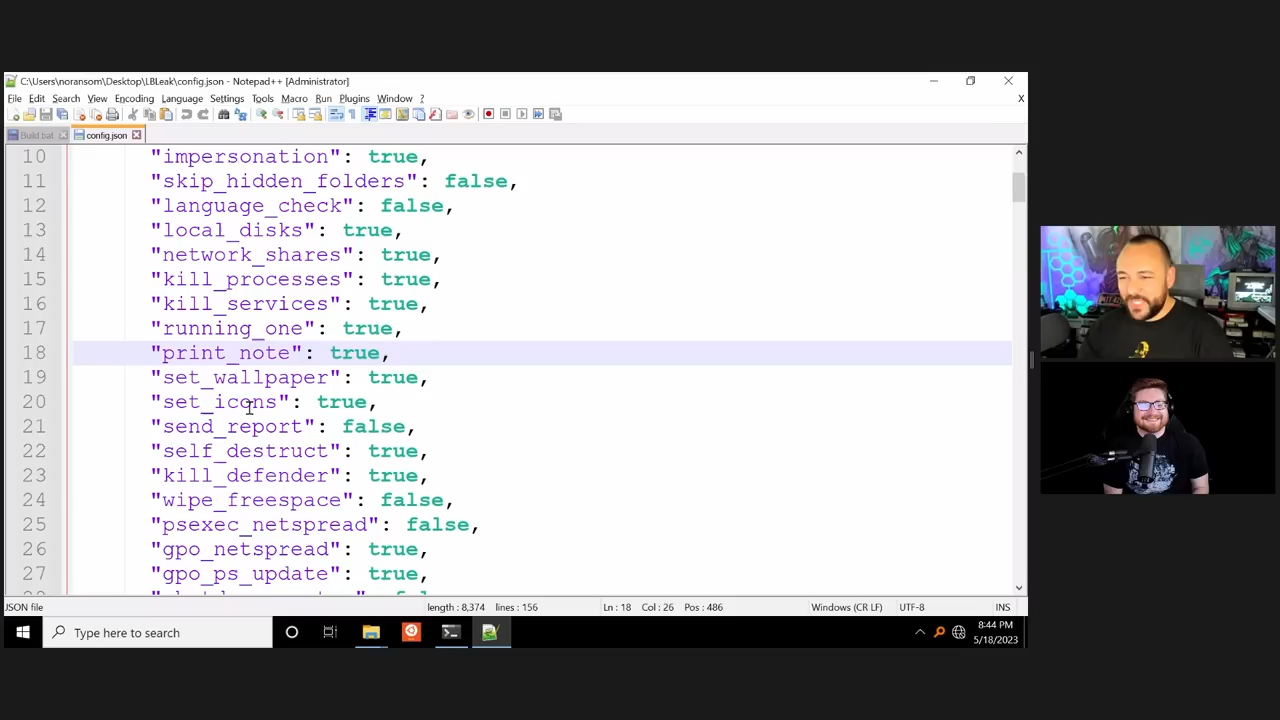 C:\Users\noransom\Desktop\LBLeak\config.json - Notepad++ [Administrator]
File Edit Search View Encoding Language Settings Tools Macro Run Plugins Window ?
X
Build.bat config.json
10 "impersonation": true,
11 "skip_hidden_folders": false,
12 "language_check": false,
13 "local_disks": true,
14 "network_shares": true,
15 "kill_processes": true,
16 "kill_services": true,
17 "running_one": true,
18 "print_note": true,
19 "set_wallpaper": true,
20 "set_icons": true,
21 "send_report": false,
22 "self_destruct": true,
23 "kill_defender": true,
24 "wipe_freespace": false,
25 "psexec_netspread": false,
26 "gpo_netspread": true,
27 "gpo_ps_update": true,
JSON file length : 8,374 lines : 156 Ln : 18 Col : 26 Pos : 486 Windows (CR LF) UTF-8 INS
Type here to search
8:44 PM
5/18/2023